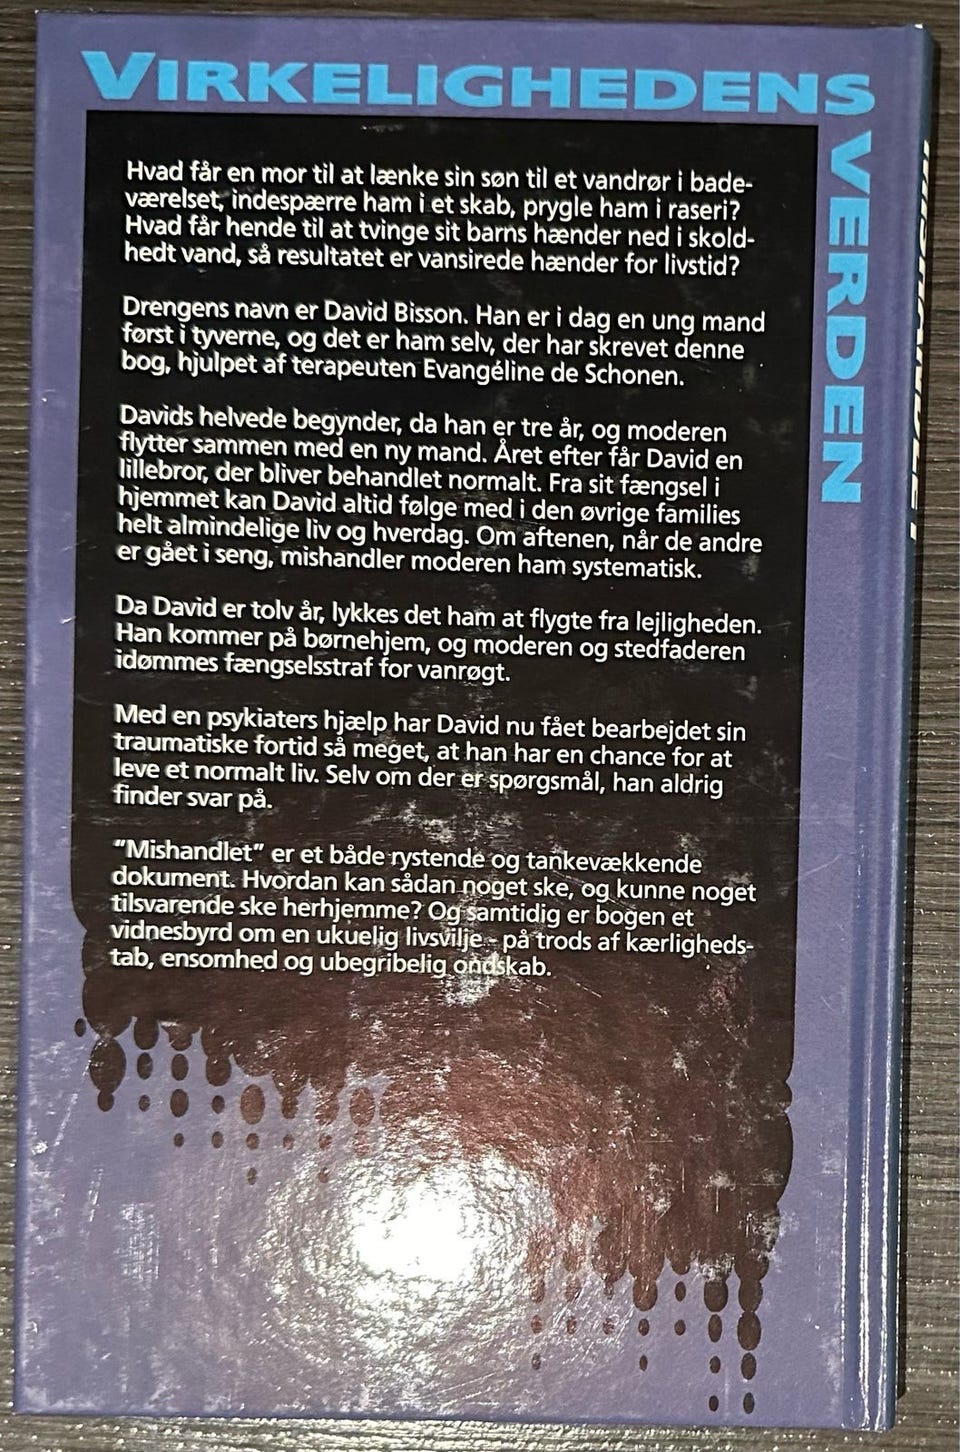 VIRKELIGHEDENS
VERDEN
Hvad får en mor til at lænke sin søn til et vandrør i bade-
værelset, indespærre ham i et skab, prygle ham i raseri?
Hvad får hende til at tvinge sit barns hænder ned i skold-
hedt vand, så resultatet er vansirede hænder for livstid?
Drengens navn er David Bisson. Han er i dag en ung mand
først i tyverne, og det er ham selv, der har skrevet denne
bog, hjulpet af terapeuten Evangéline de Schonen.
Davids helvede begynder, da han er tre år, og moderen
flytter sammen med en ny mand. Året efter får David en
lillebror, der bliver behandlet normalt. Fra sit fængsel i
hjemmet kan David altid følge med i den øvrige families
helt almindelige liv og hverdag. Om aftenen, når de andre
er gået i seng, mishandler moderen ham systematisk.
Da David er tolv år, lykkes det ham at flygte fra lejligheden.
Han kommer på børnehjem, og moderen og stedfaderen
idømmes fængselsstraf for vanrøgt.
Med en psykiaters hjælp har David nu fået bearbejdet sin
traumatiske fortid så meget, at han har en chance for at
leve et normalt liv. Selv om der er spørgsmål, han aldrig
finder svar på.
"Mishandlet" er et både rystende og tankevækkende
dokument. Hvordan kan sådan noget ske, og kunne noget
tilsvarende ske herhjemme? Og samtidig er bogen et
vidnesbyrd om en ukuelig livsvilje - på trods af kærligheds-
tab, ensomhed og ubegribelig ondskab.